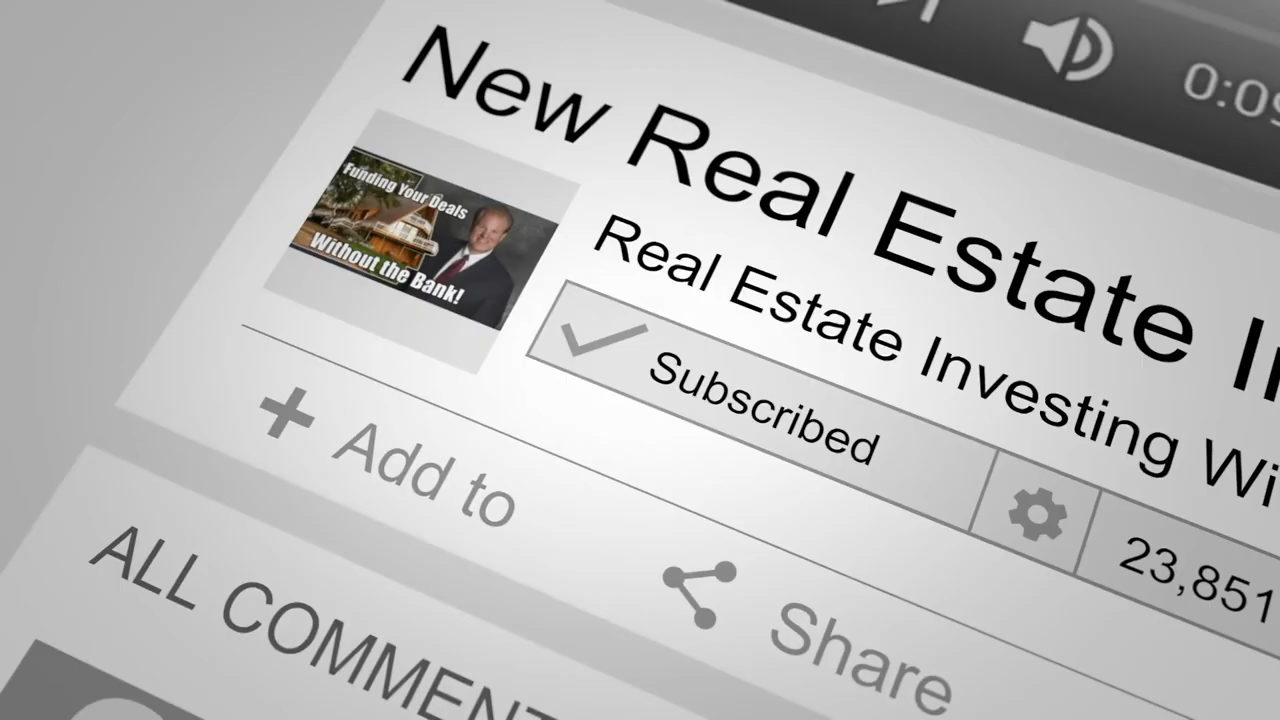 0:09
New Real Estate I
Funding Your Deals
Without the Bank!
Real Estate Investing Wi
Subscribed
23,851
Add to
Share
ALL COMMENT